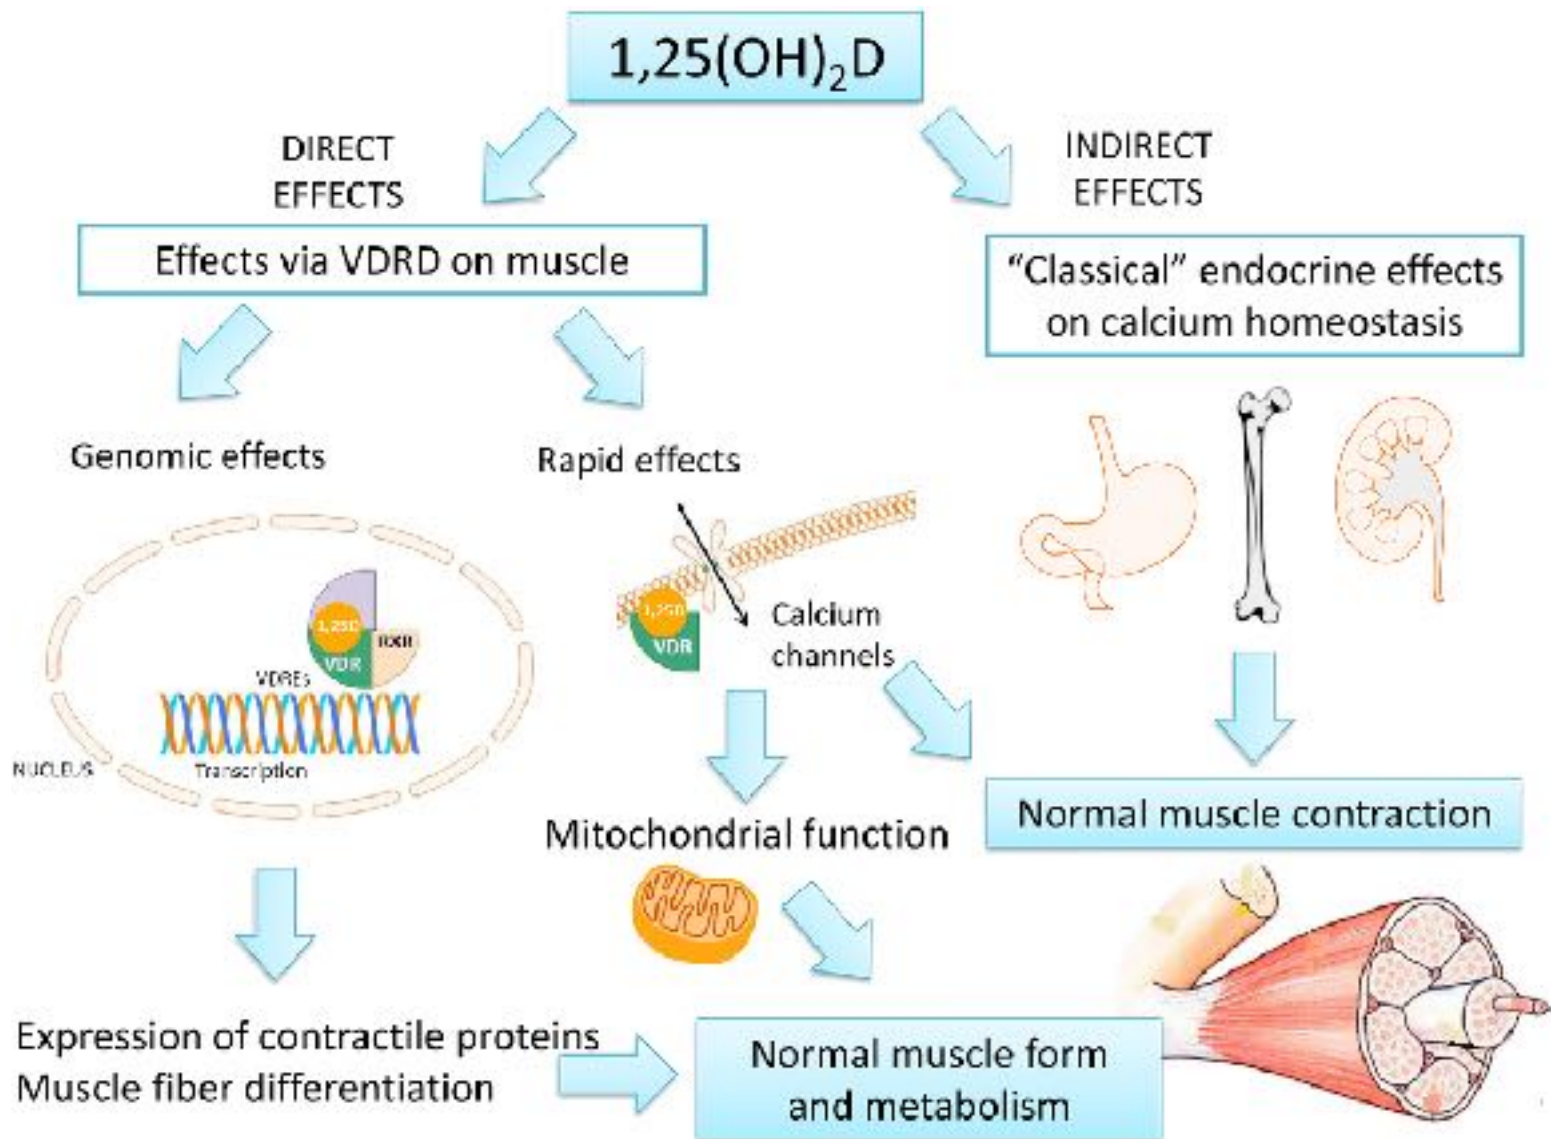 1,25(OH)₂D
DIRECT
EFFECTS
INDIRECT
EFFECTS
Effects via VDRD on muscle
“Classical” endocrine effects
on calcium homeostasis
Genomic effects
Rapid effects
1,25D
VDR
RXR
VDREs
Transcription
NUCLEUS
1,25D
VDR
Calcium
channels
Mitochondrial function
Normal muscle contraction
Expression of contractile proteins
Muscle fiber differentiation
Normal muscle form
and metabolism